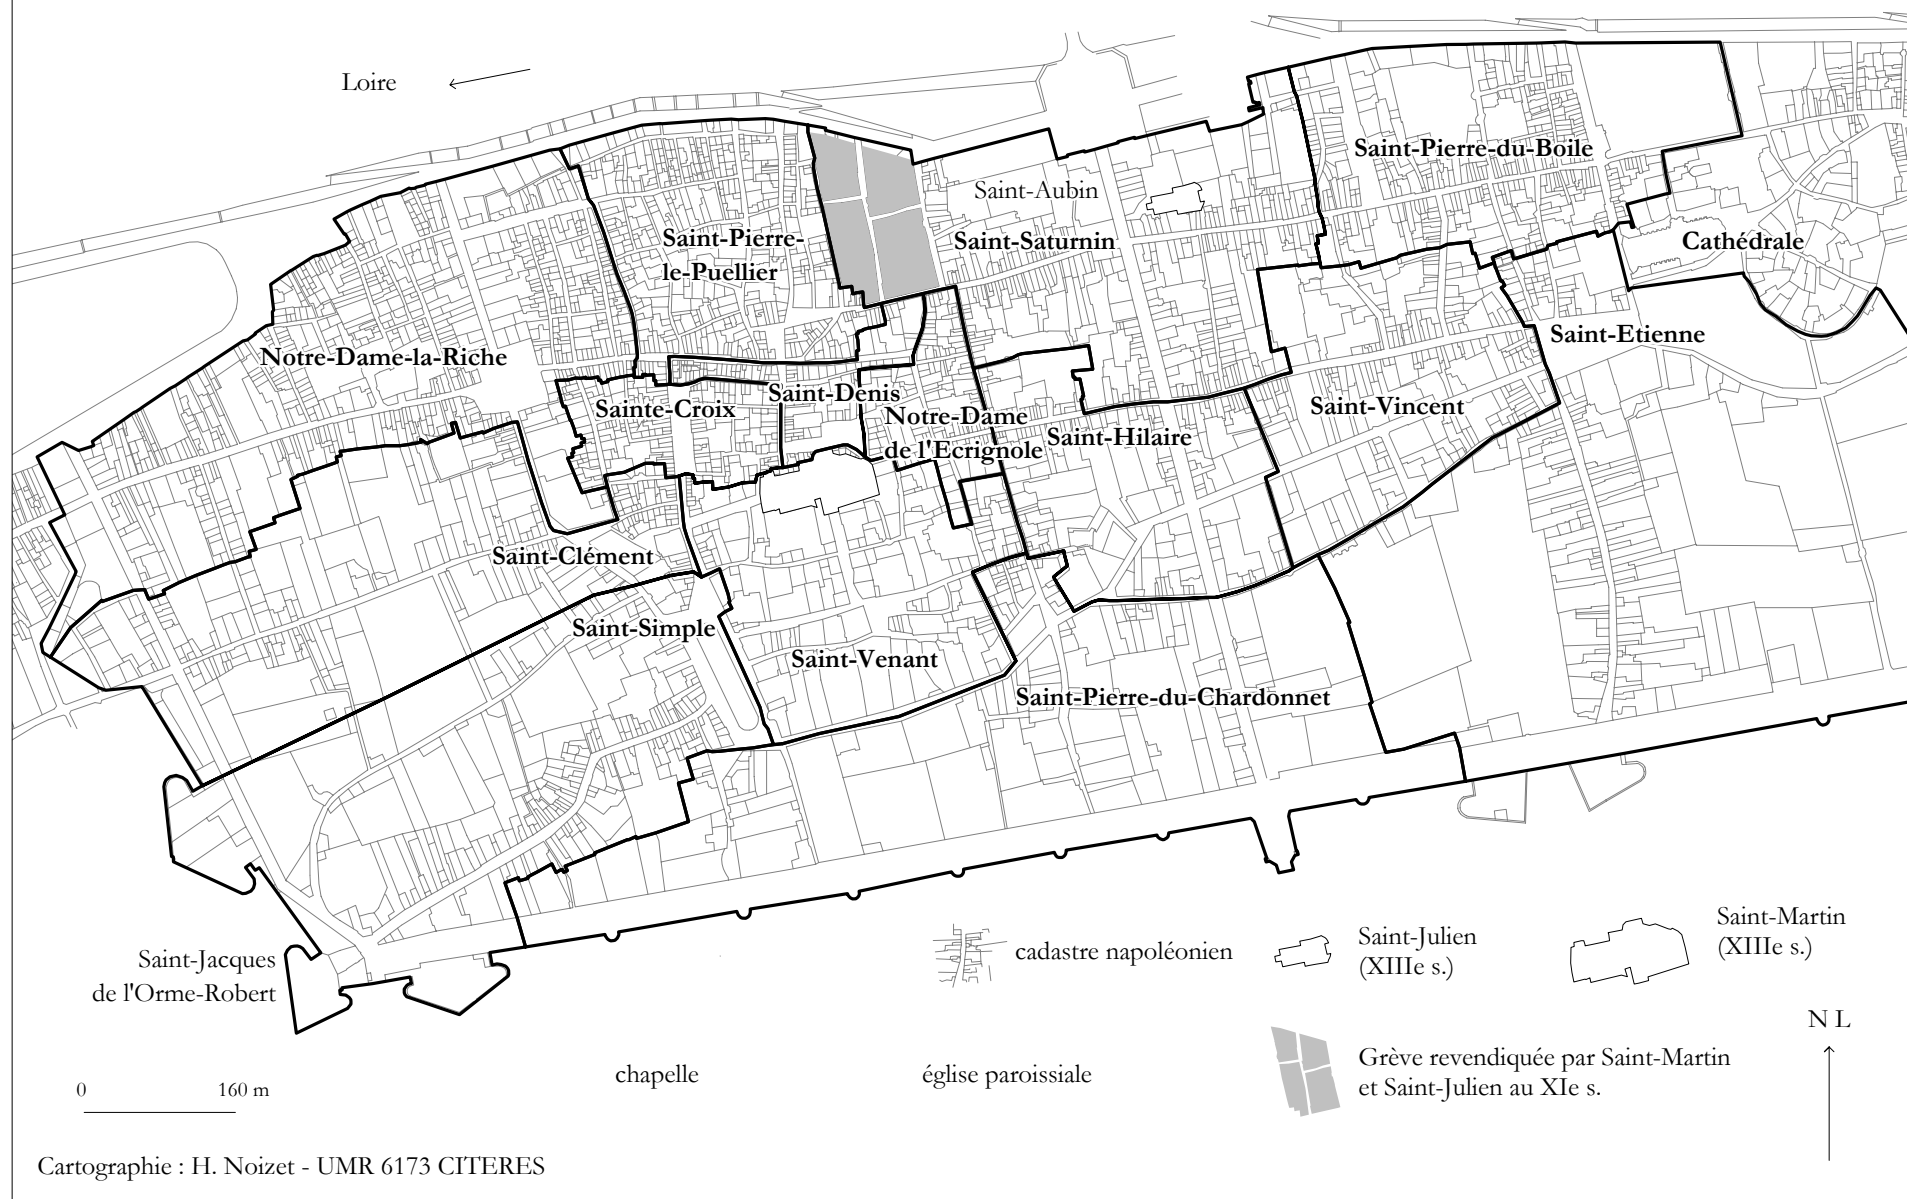 Loire
Saint-Pierre-du-Boile
Saint-Aubin
Saint-Pierre-
le-Puellier
Saint-Saturnin
Cathédrale
Saint-Etienne
Notre-Dame-la-Riche
Saint-Denis
Sainte-Croix
Saint-Vincent
Notre-Dame
de l'Ecrignole
Saint-Hilaire
Saint-Clément
Saint-Simple
Saint-Venant
Saint-Pierre-du-Chardonnet
Saint-Jacques
de l'Orme-Robert
cadastre napoléonien
Saint-Julien
(XIIIe s.)
Saint-Martin
(XIIIe s.)
N L
chapelle
église paroissiale
Grève revendiquée par Saint-Martin
et Saint-Julien au XIe s.
0 160 m
Cartographie : H. Noizet - UMR 6173 CITERES